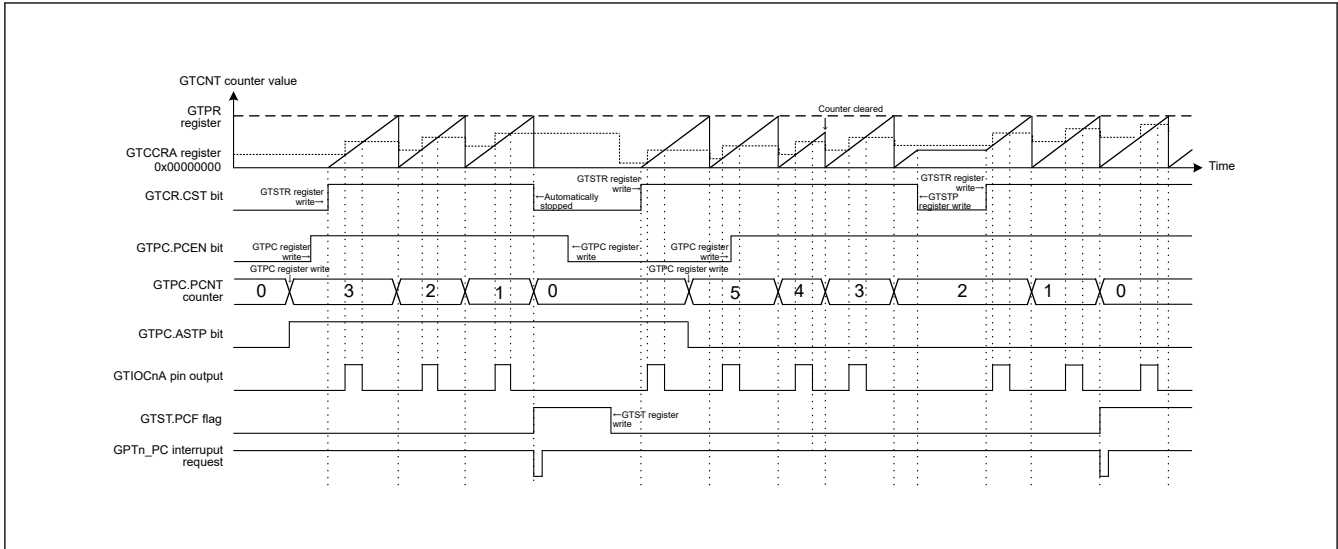 GTCNT counter value
GTPR
register
Counter cleared
GTCCRA register
0x00000000
Time
GTCR.CST bit
GTSTR register
write→
←Automatically
stopped
GTSTR register
write→
GTSTR register
write→
←GTSTP
register write
GTPC.PCEN bit
GTPC register
write→
←GTPC register
write
GTPC register
write→
GTPC register write
GTPC register write
GTPC.PCNT
counter
0 3 2 1 0 5 4 3 2 1 0
GTPC.ASTP bit
GTIOCnA pin output
GTST.PCF flag
←GTST register
write
GPTn_PC interruput
request